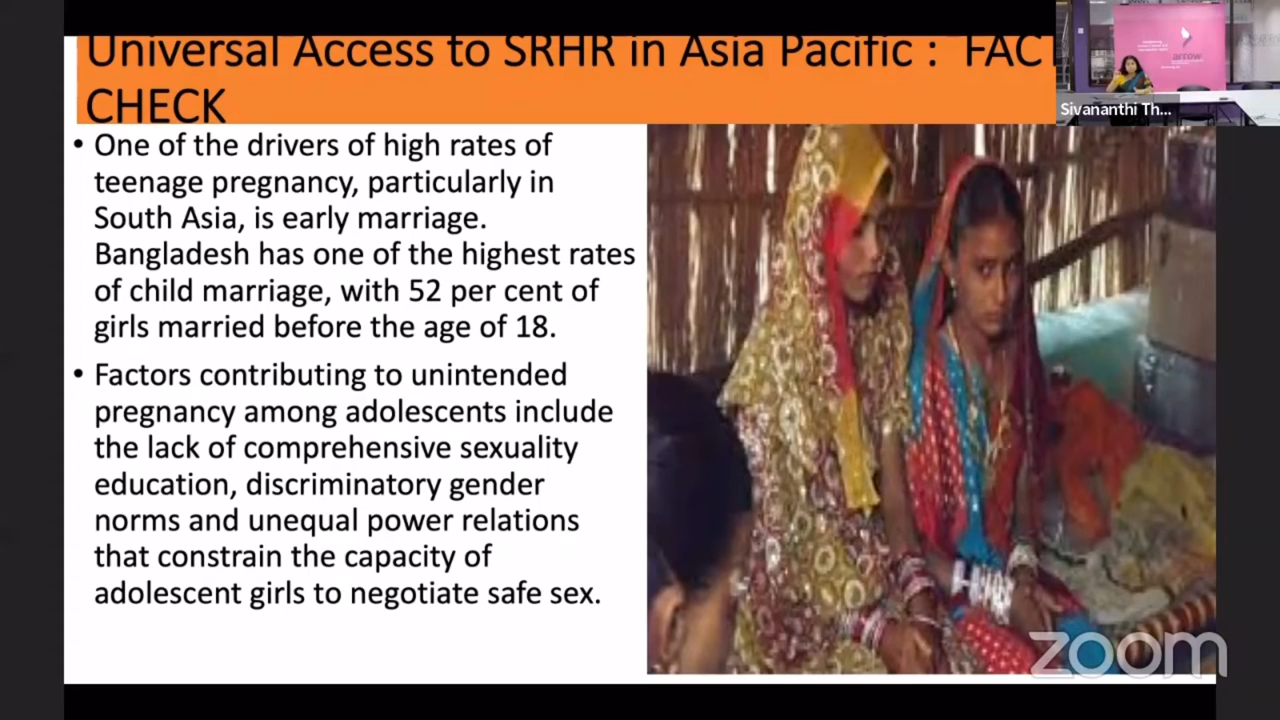 Universal Access to SRHR in Asia Pacific : FACT
CHECK
Sivananthi Th...
arrow
• One of the drivers of high rates of
teenage pregnancy, particularly in
South Asia, is early marriage.
Bangladesh has one of the highest rates
of child marriage, with 52 per cent of
girls married before the age of 18.
• Factors contributing to unintended
pregnancy among adolescents include
the lack of comprehensive sexuality
education, discriminatory gender
norms and unequal power relations
that constrain the capacity of
adolescent girls to negotiate safe sex.
zoom